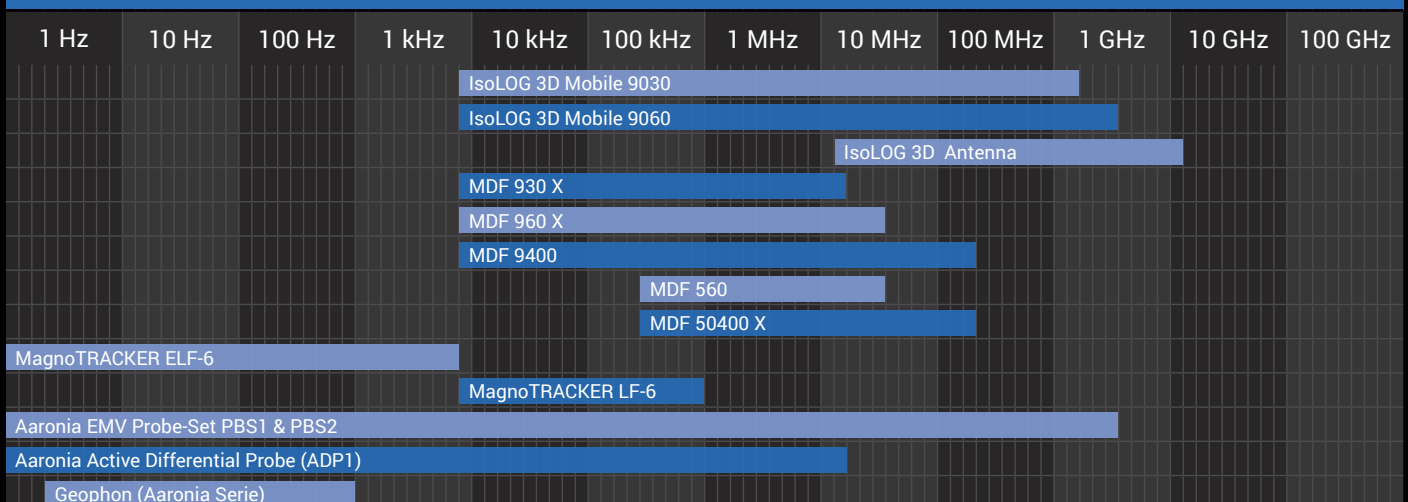 1 Hz 10 Hz 100 Hz 1 kHz 10 kHz 100 kHz 1 MHz 10 MHz 100 MHz 1 GHz 10 GHz 100 GHz
IsoLOG 3D Mobile 9030
IsoLOG 3D Mobile 9060
IsoLOG 3D Antenna
MDF 930 X
MDF 960 X
MDF 9400
MDF 560
MDF 50400 X
MagnoTRACKER ELF-6
MagnoTRACKER LF-6
Aaronia EMV Probe-Set PBS1 & PBS2
Aaronia Active Differential Probe (ADP1)
Geophon (Aaronia Serie)